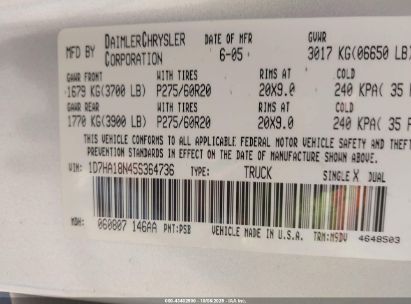 MFD BY DAIMLERCHRYSLER CORPORATION DATE OF MFR 6-05 GVWR 3017 KG(06650 LB)
GAWR FRONT WITH TIRES RIMS AT COLD
1679 KG(3700 LB) P275/60R20 20X9.0 240 KPA( 35 P
GAWR REAR WITH TIRES RIMS AT COLD
1770 KG(3900 LB) P275/60R20 20X9.0 240 KPA( 35 P
THIS VEHICLE CONFORMS TO ALL APPLICABLE FEDERAL MOTOR VEHICLE SAFETY AND THEFT
PREVENTION STANDARDS IN EFFECT ON THE DATE OF MANUFACTURE SHOWN ABOVE.
VIN: 1D7HA18N45S364736 TYPE: TRUCK SINGLE X DUAL
MDH: 060807 146AA PNT:PSB VEHICLE MADE IN U.S.A. TRM:M5DV 4648503